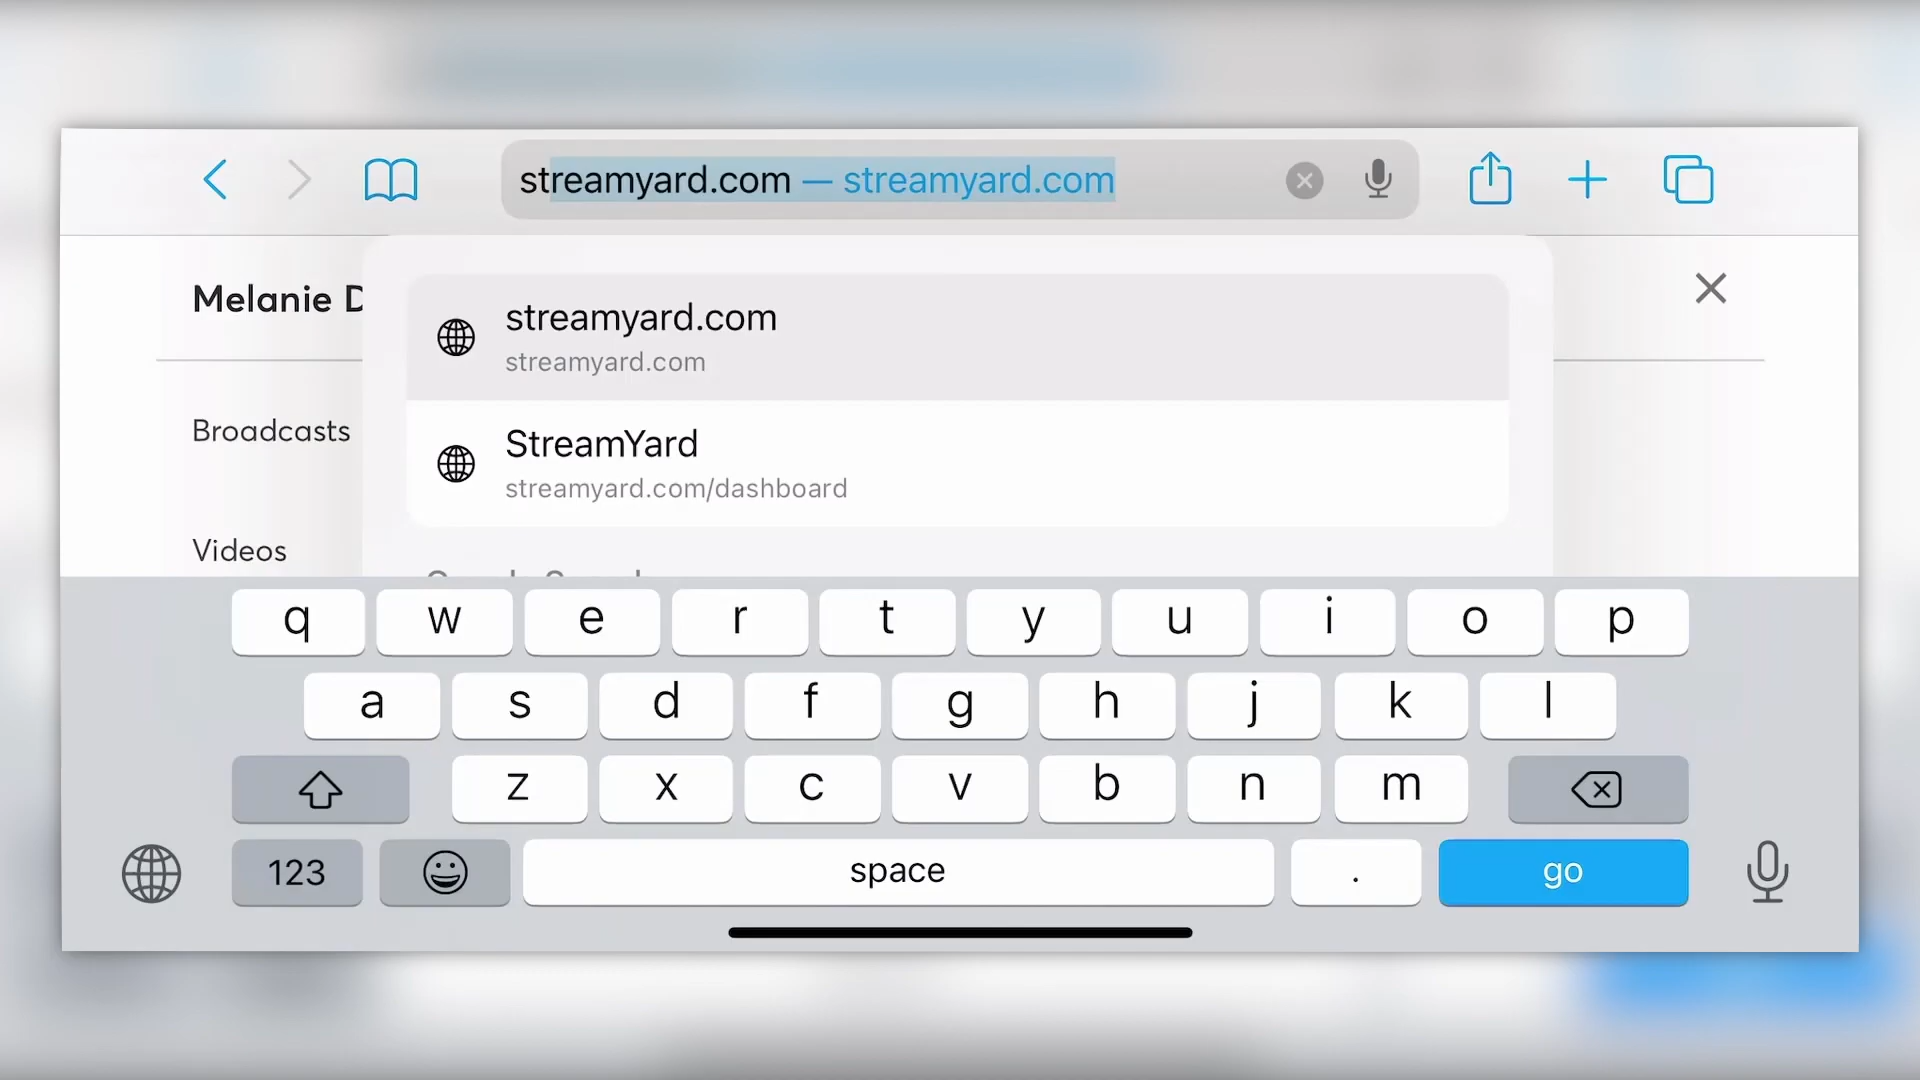 streamyard.com — streamyard.com
Melanie D
streamyard.com
streamyard.com
Broadcasts
StreamYard
streamyard.com/dashboard
Videos
q w e r t y u i o p
a s d f g h j k l
z x c v b n m
123 space . go